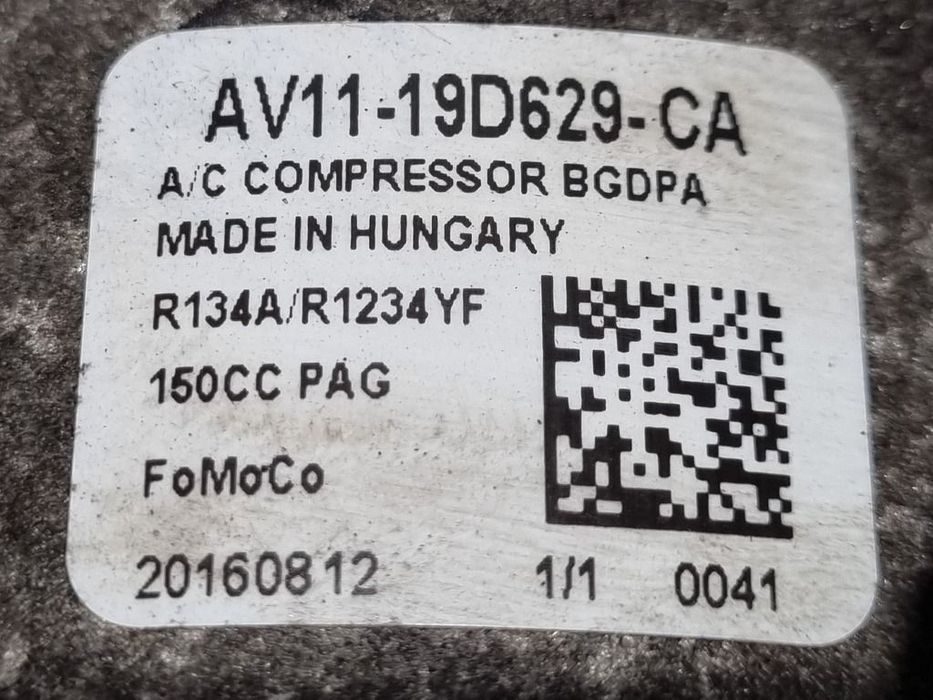 AV11-19D629-CA
A/C COMPRESSOR BGDPA
MADE IN HUNGARY
R134A/R1234YF
150CC PAG
FoMoCo
20160812 1/1 0041